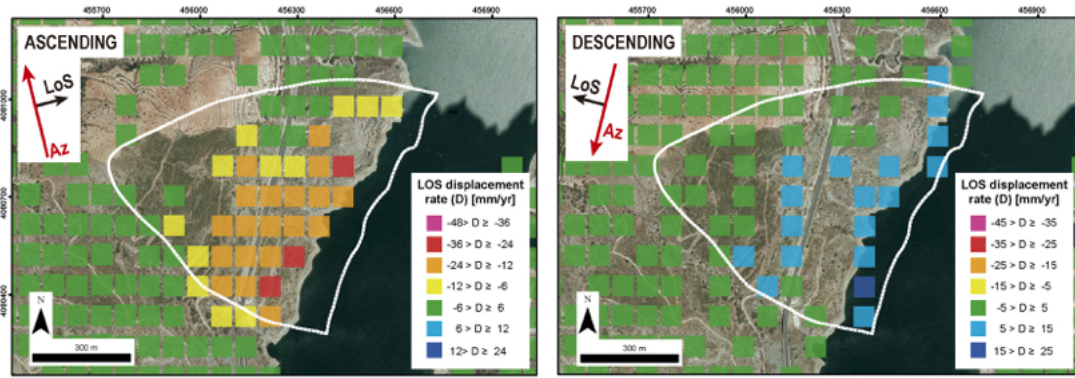 455700 456000 456300 456600 456900
ASCENDING
LoS
Az
4081000
4080700
4080400
N
300 m
LOS displacement
rate (D) [mm/yr]
-48> D ≥ -36
-36> D ≥ -24
-24> D ≥ -12
-12> D ≥ -6
-6> D ≥ 6
6> D ≥ 12
12> D ≥ 24
455700 456000 456300 456600 456900
DESCENDING
LoS
Az
N
300 m
LOS displacement
rate (D) [mm/yr]
-45> D ≥ -35
-35> D ≥ -25
-25> D ≥ -15
-15> D ≥ -5
-5> D ≥ 5
5> D ≥ 15
15> D ≥ 25